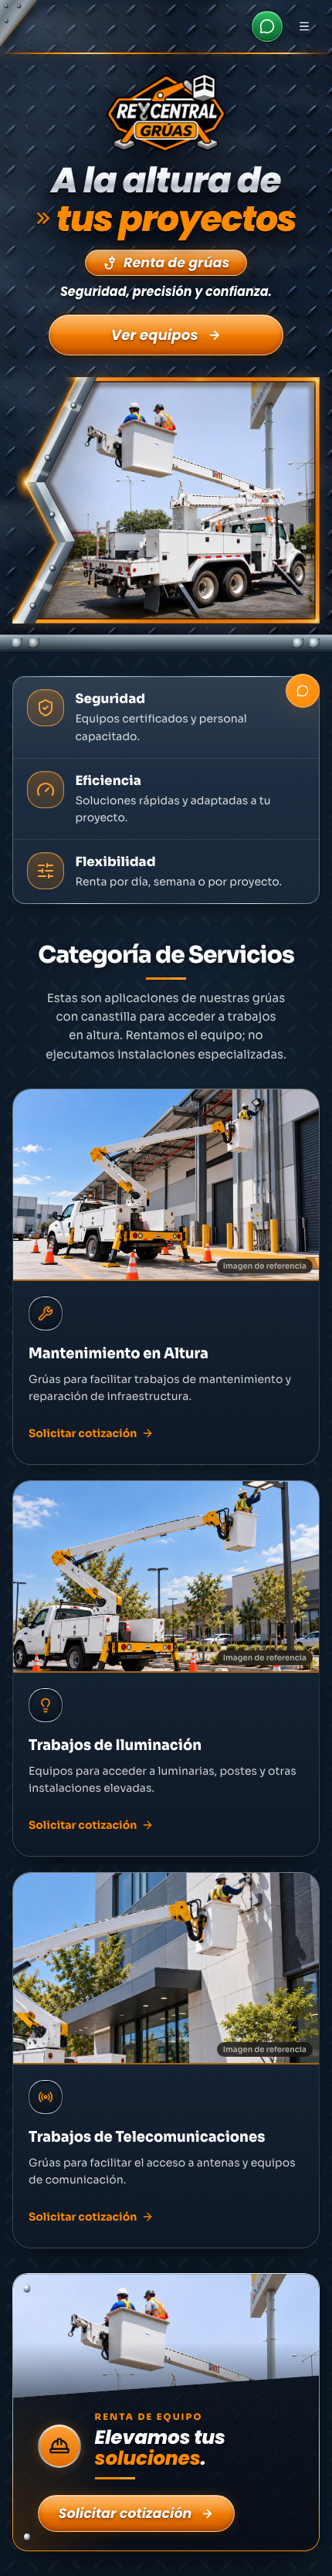 REYCENTRAL
GRÚAS
A la altura de
tus proyectos
Renta de grúas
Seguridad, precisión y confianza.
Ver equipos
Seguridad
Equipos certificados y personal
capacitado.
Eficiencia
Soluciones rápidas y adaptadas a tu
proyecto.
Flexibilidad
Renta por día, semana o por proyecto.
Categoría de Servicios
Estas son aplicaciones de nuestras grúas
con canastilla para acceder a trabajos
en altura. Rentamos el equipo; no
ejecutamos instalaciones especializadas.
Imagen de referencia
Mantenimiento en Altura
Grúas para facilitar trabajos de mantenimiento y
reparación de infraestructura.
Solicitar cotización
Imagen de referencia
Trabajos de Iluminación
Equipos para acceder a luminarias, postes y otras
instalaciones elevadas.
Solicitar cotización
Imagen de referencia
Trabajos de Telecomunicaciones
Grúas para facilitar el acceso a antenas y equipos
de comunicación.
Solicitar cotización
RENTA DE EQUIPO
Elevamos tus
soluciones.
Solicitar cotización